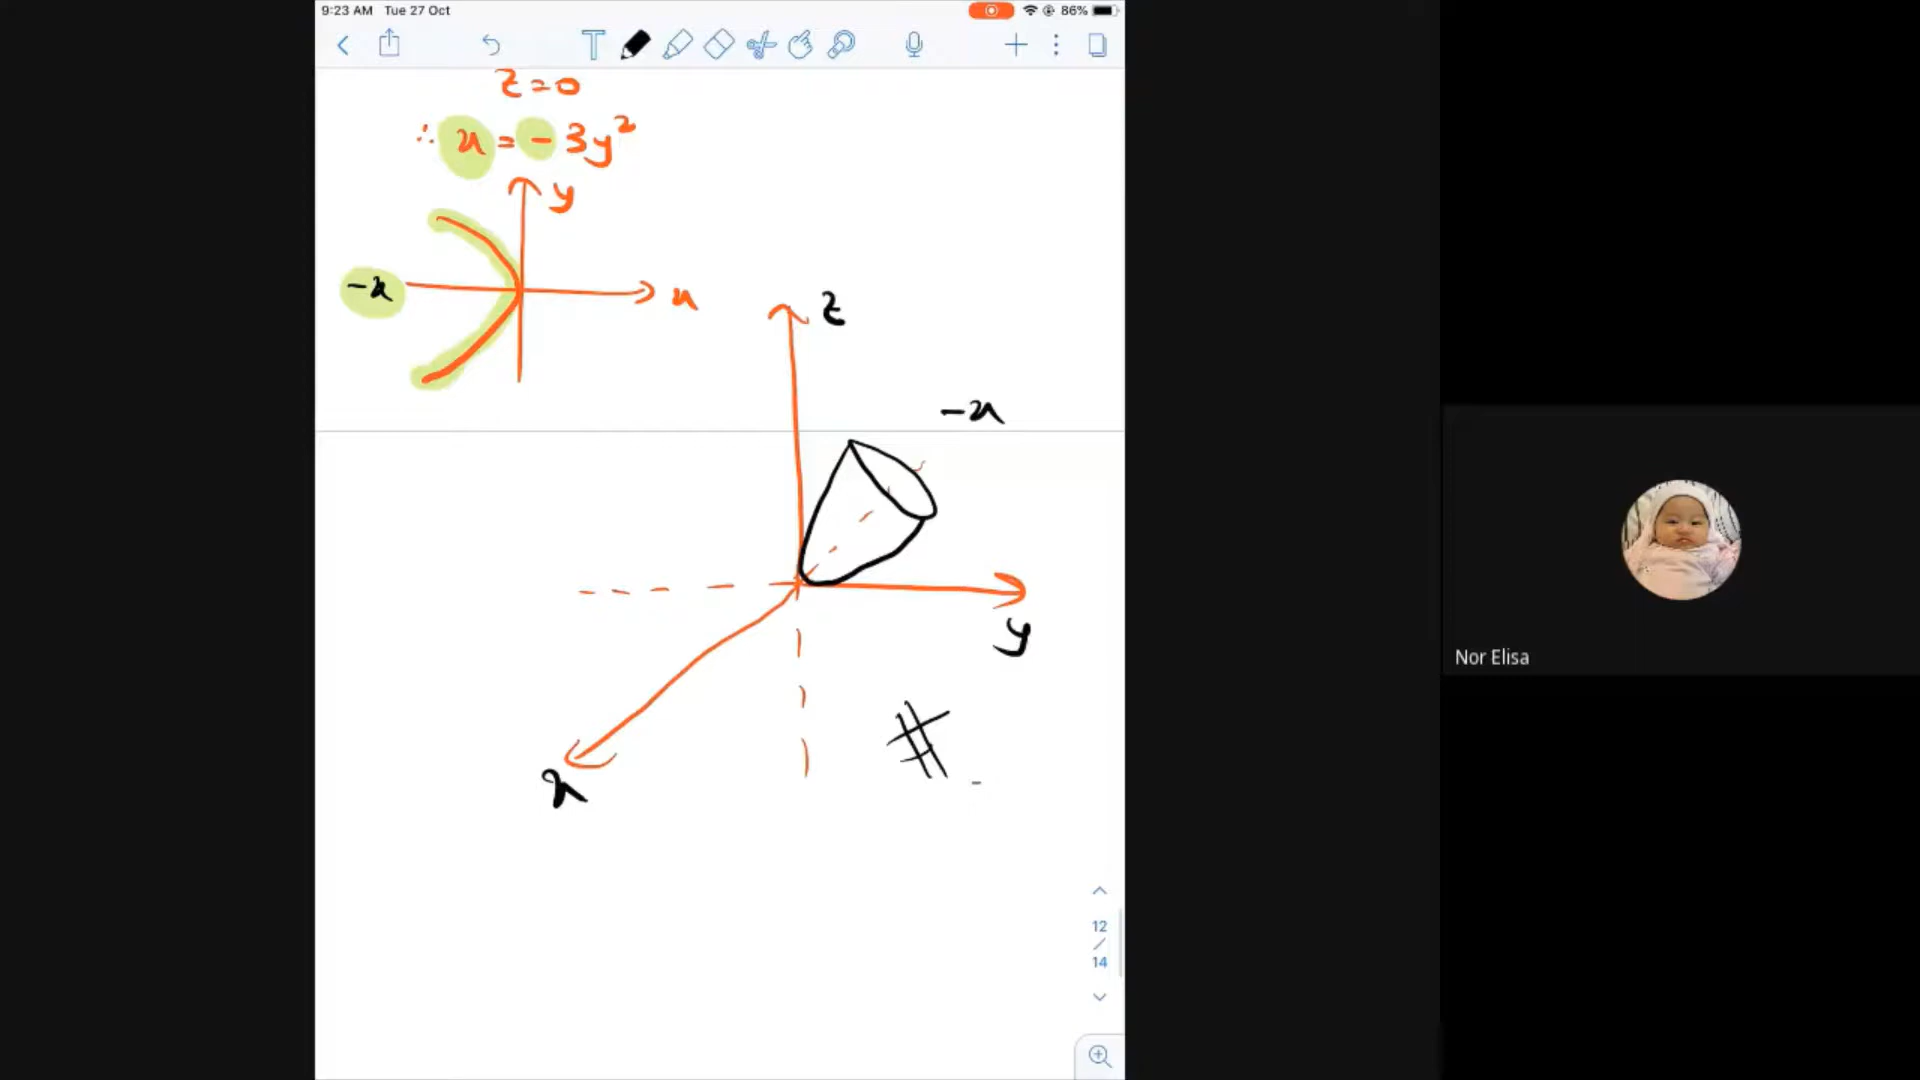 9:23 AM Tue 27 Oct
86%
T
z = 0
∴ x = - 3y²
y
-x
x
z
-x
y
x
#
12
/
14
Nor Elisa